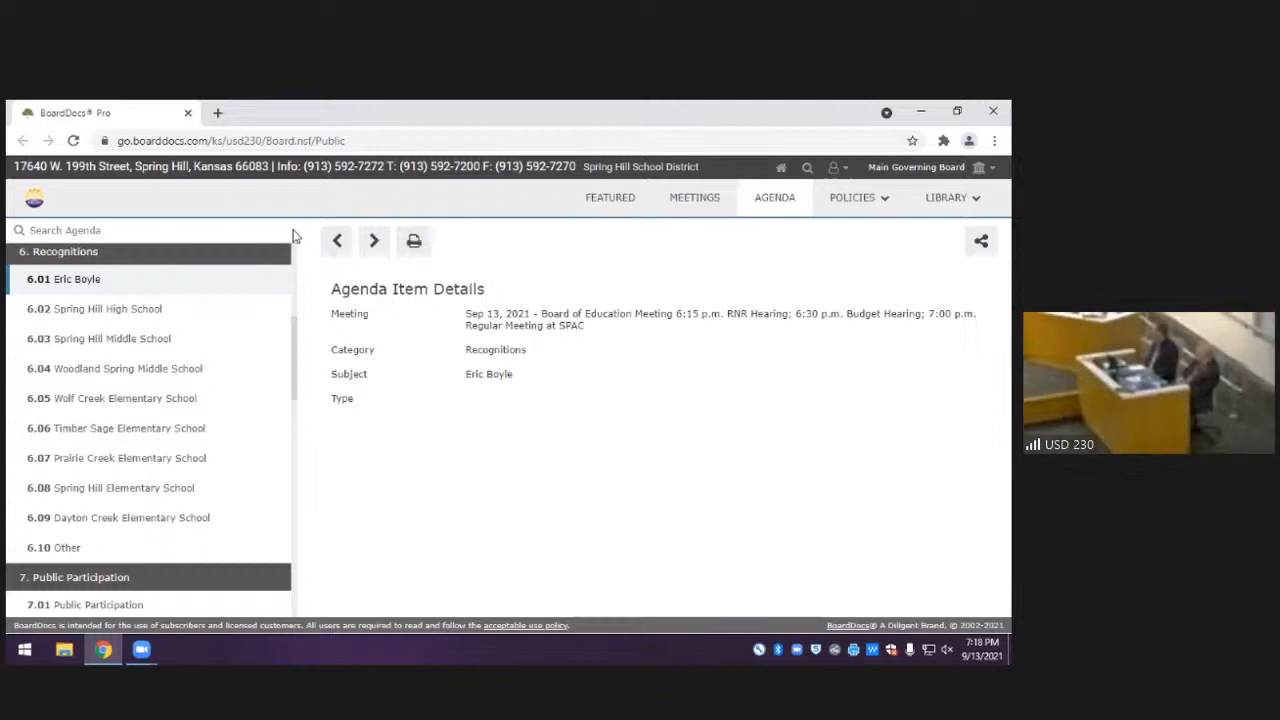 BoardDocs® Pro
go.boarddocs.com/ks/usd230/Board.nsf/Public
17640 W. 199th Street, Spring Hill, Kansas 66083 | Info: (913) 592-7272 T: (913) 592-7200 F: (913) 592-7270 Spring Hill School District Main Governing Board
FEATURED MEETINGS AGENDA POLICIES LIBRARY
Search Agenda
6. Recognitions
6.01 Eric Boyle
6.02 Spring Hill High School
6.03 Spring Hill Middle School
6.04 Woodland Spring Middle School
6.05 Wolf Creek Elementary School
6.06 Timber Sage Elementary School
6.07 Prairie Creek Elementary School
6.08 Spring Hill Elementary School
6.09 Dayton Creek Elementary School
6.10 Other
7. Public Participation
7.01 Public Participation
Agenda Item Details
Meeting Sep 13, 2021 - Board of Education Meeting 6:15 p.m. RNR Hearing; 6:30 p.m. Budget Hearing; 7:00 p.m.
Regular Meeting at SPAC
Category Recognitions
Subject Eric Boyle
Type
USD 230
BoardDocs is intended for the use of subscribers and licensed customers. All users are required to read and follow the acceptable use policy. BoardDocs® A Diligent Brand, © 2002-2021
7:18 PM
9/13/2021